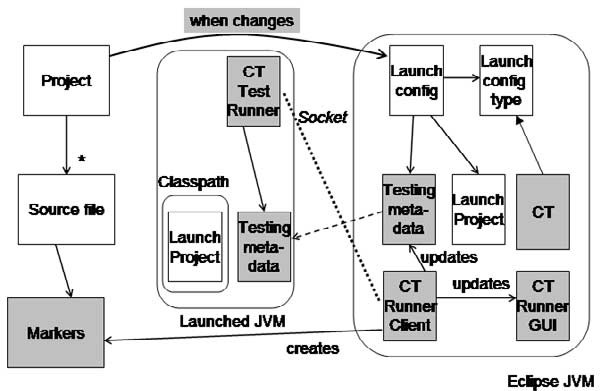 when changes
Project
CT
Test
Runner
Launch
config
Launch
config
type
Socket
*
Classpath
Source file
Launch
Project
Testing
meta-
data
Testing
meta-
data
Launch
Project
CT
updates
Markers
Launched JVM
CT
Runner
Client
updates
CT
Runner
GUI
creates
Eclipse JVM